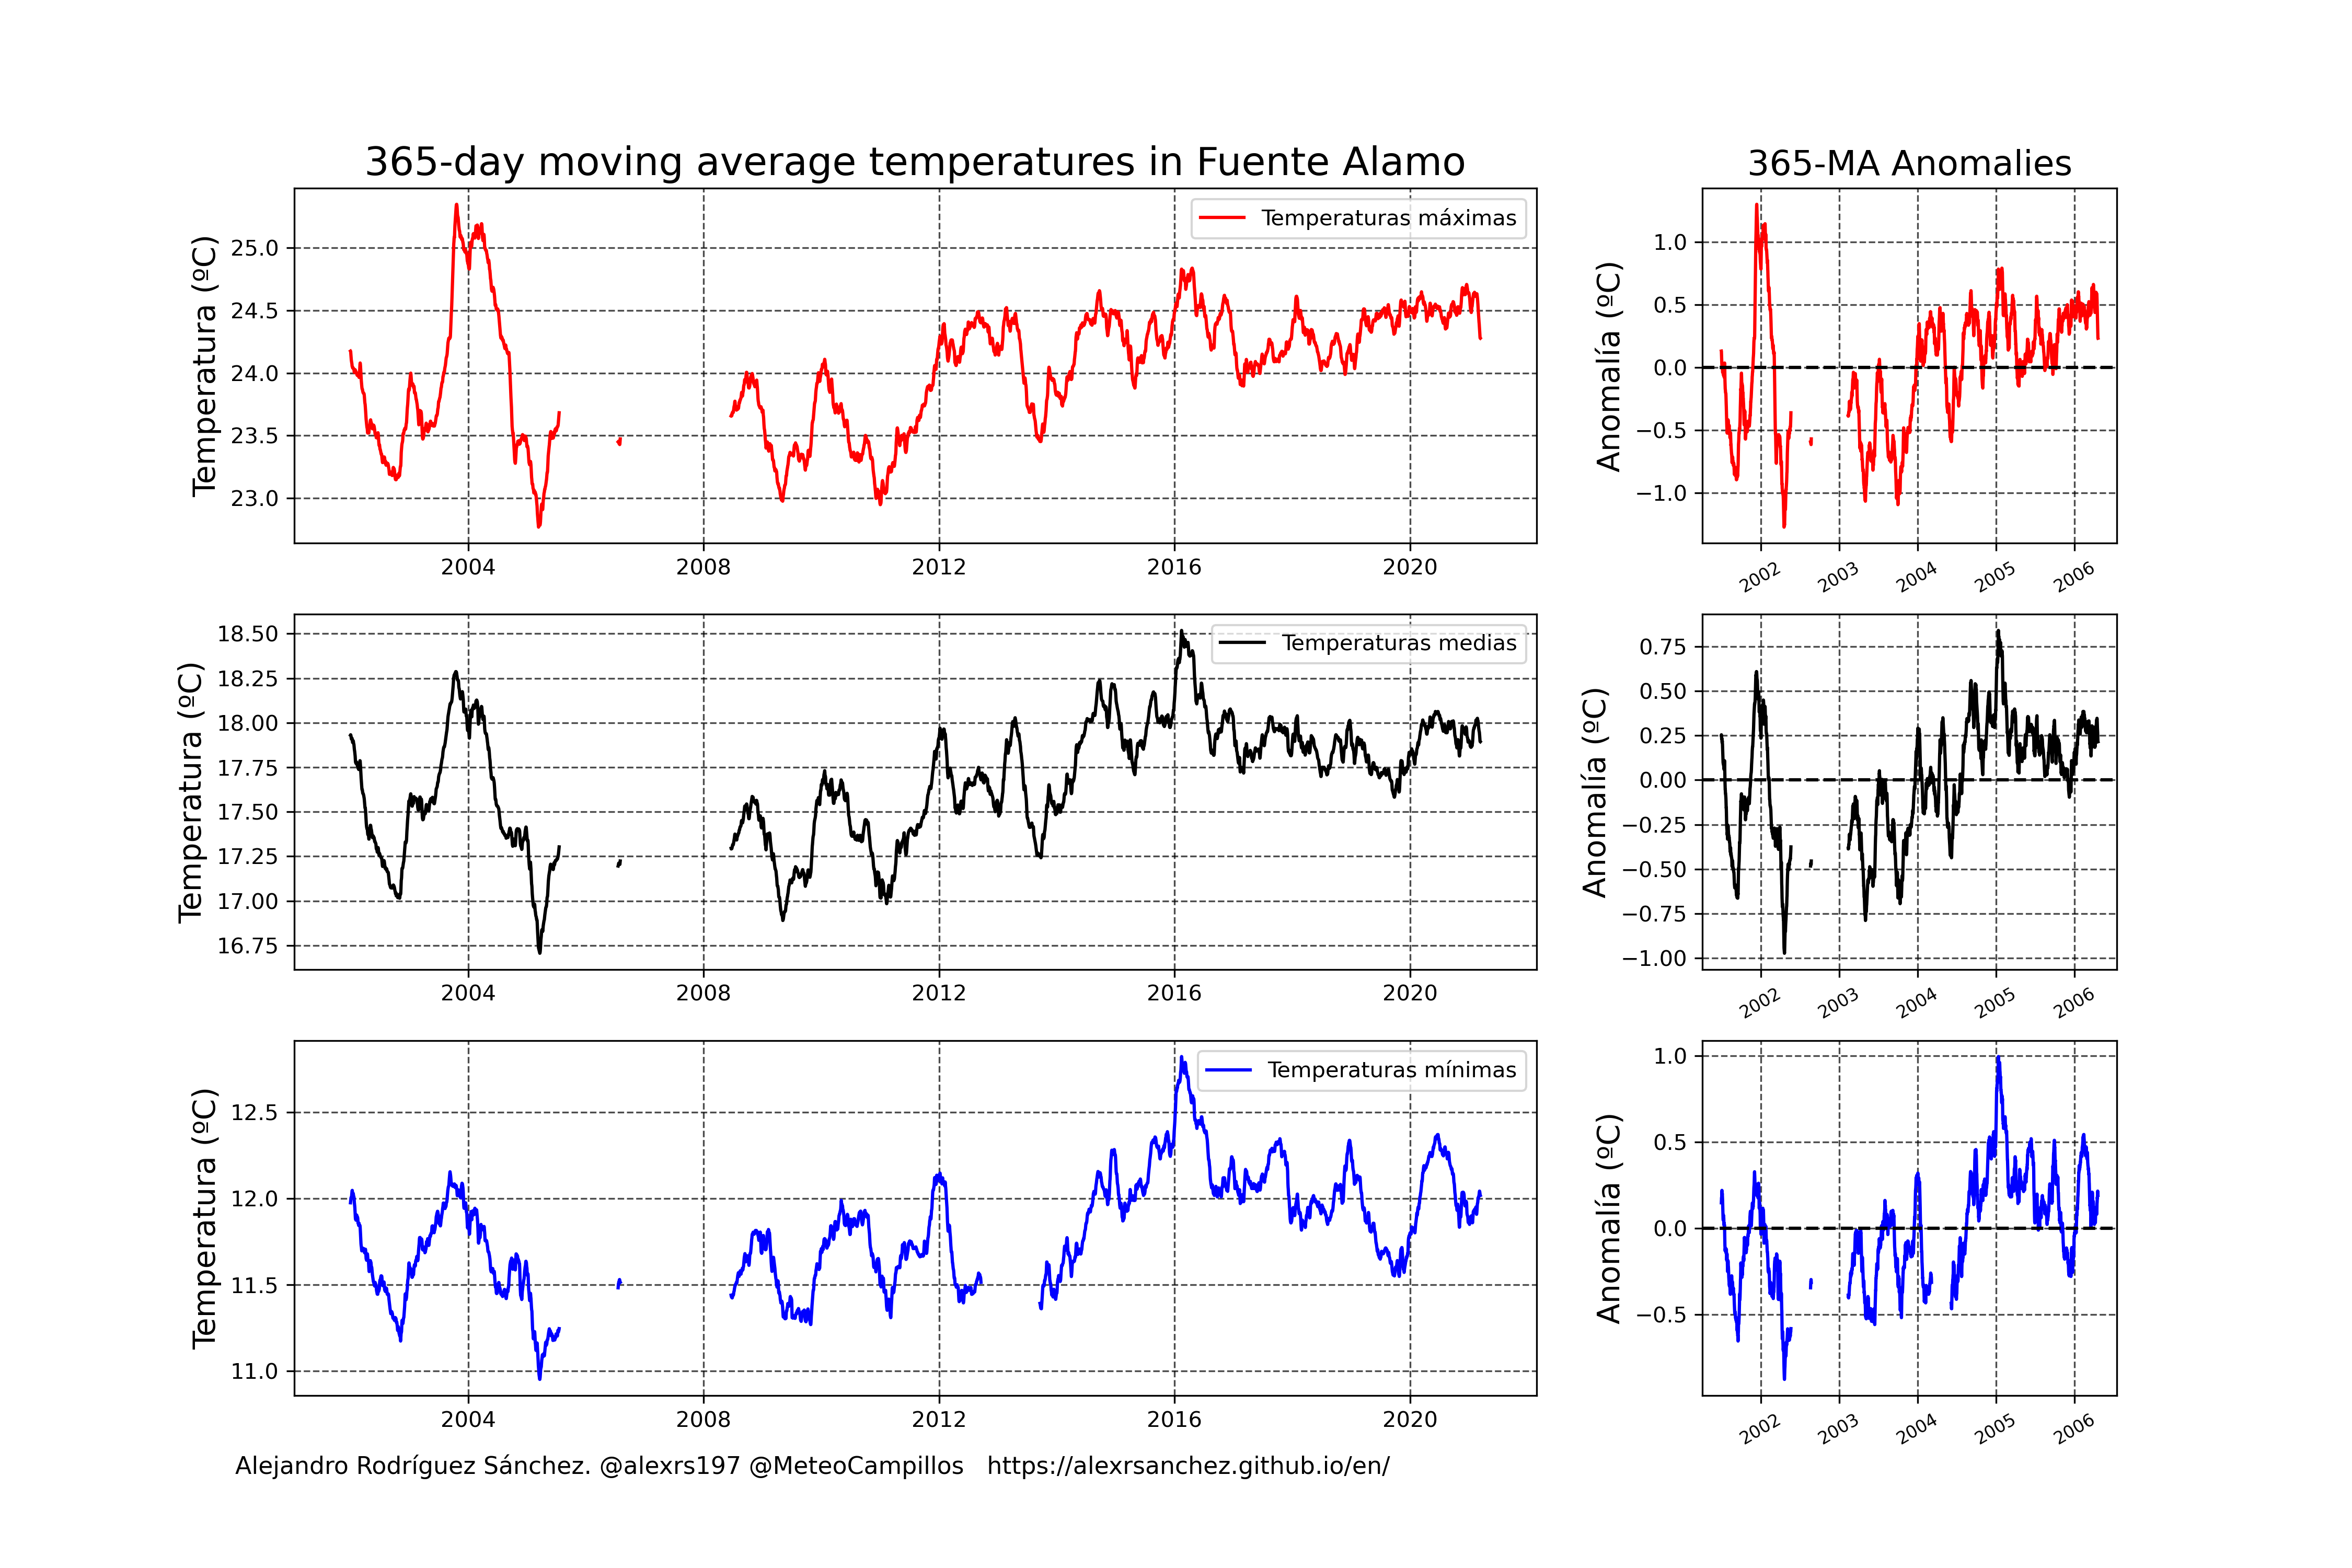 365-day moving average temperatures in Fuente Alamo
365-MA Anomalies
Temperatura (ºC)
25.0
24.5
24.0
23.5
23.0
Temperaturas máximas
2004 2008 2012 2016 2020
Anomalía (ºC)
1.0
0.5
0.0
−0.5
−1.0
2002 2003 2004 2005 2006
Temperatura (ºC)
18.50
18.25
18.00
17.75
17.50
17.25
17.00
16.75
Temperaturas medias
2004 2008 2012 2016 2020
Anomalía (ºC)
0.75
0.50
0.25
0.00
−0.25
−0.50
−0.75
−1.00
2002 2003 2004 2005 2006
Temperatura (ºC)
12.5
12.0
11.5
11.0
Temperaturas mínimas
2004 2008 2012 2016 2020
Anomalía (ºC)
1.0
0.5
0.0
−0.5
2002 2003 2004 2005 2006
Alejandro Rodríguez Sánchez. @alexrs197 @MeteoCampillos https://alexrsanchez.github.io/en/